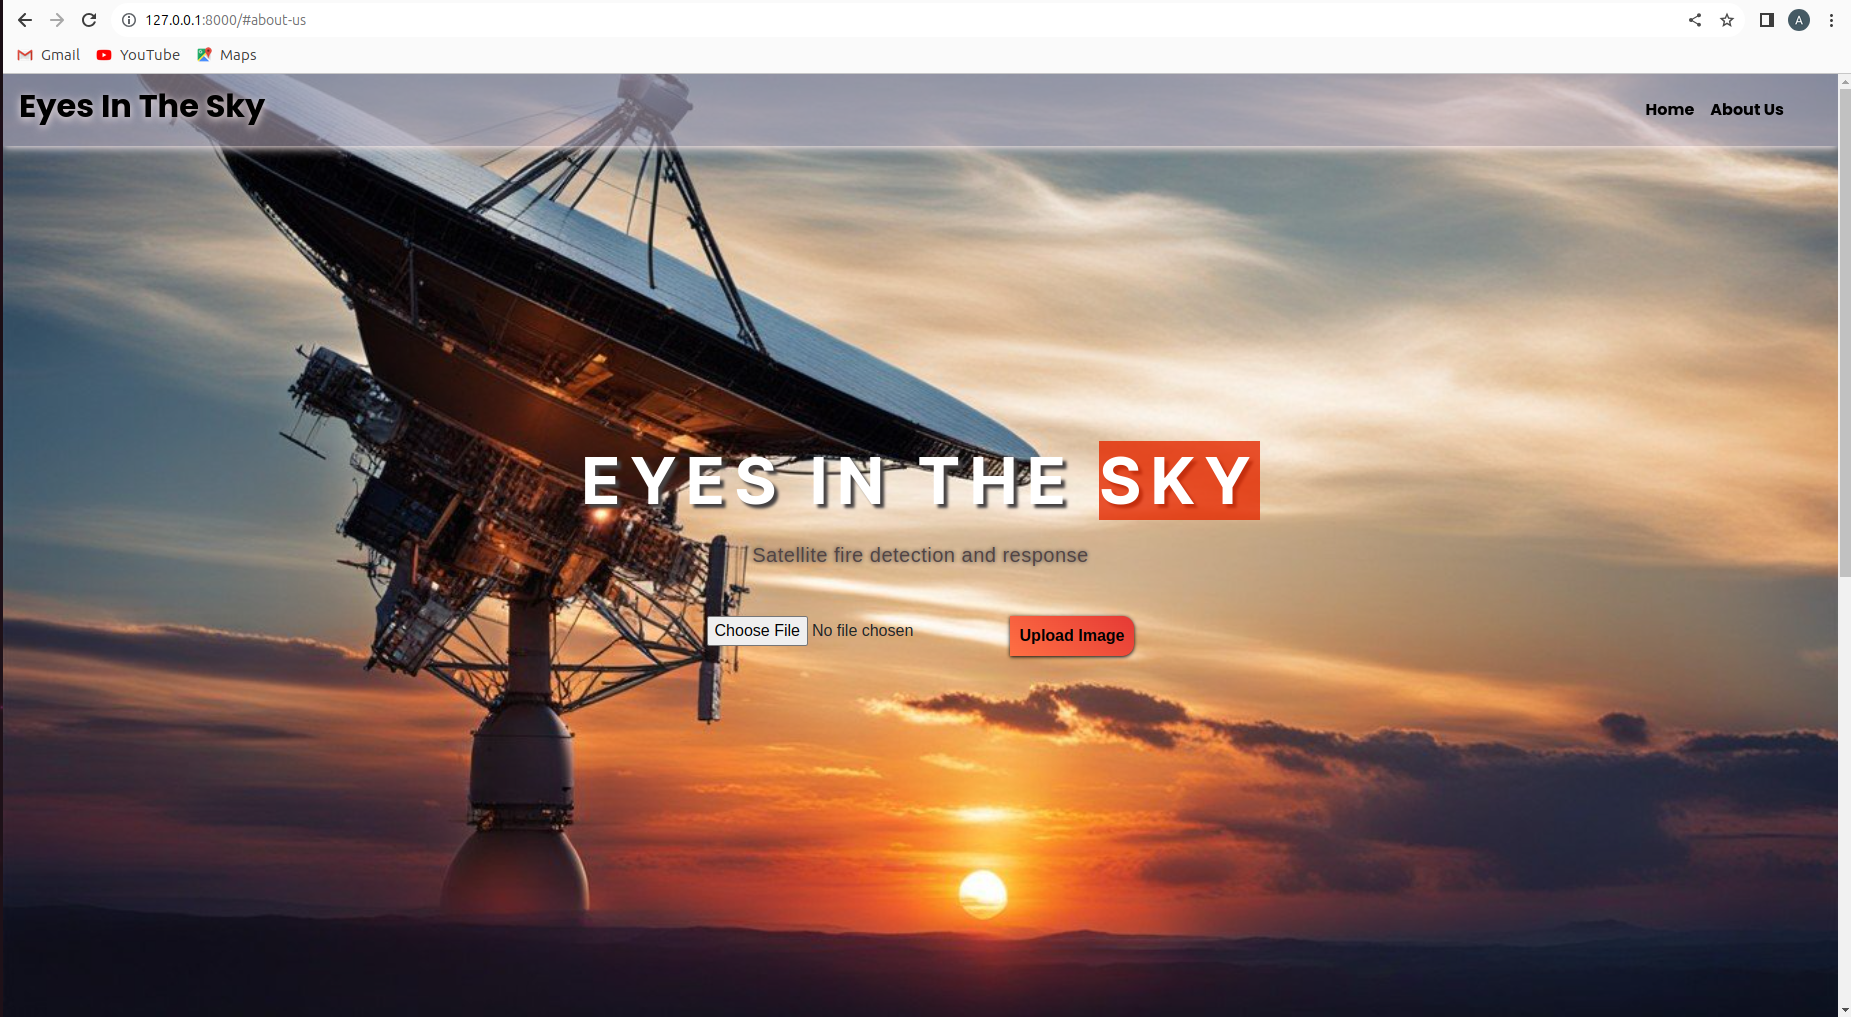 127.0.0.1:8000/#about-us
A
Gmail YouTube Maps
Eyes In The Sky
Home About Us
EYES IN THE SKY
Satellite fire detection and response
Choose File No file chosen
Upload Image